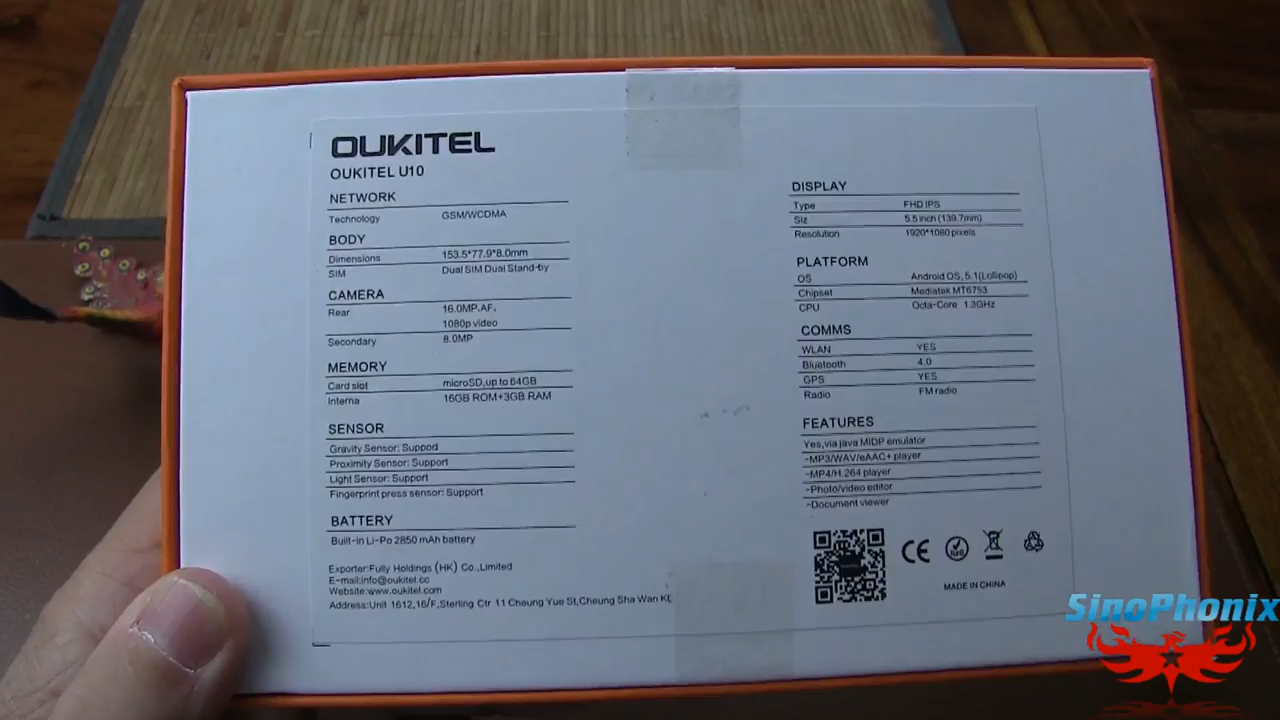 OUKITEL
OUKITEL U10
NETWORK
Technology GSM/WCDMA
BODY
Dimensions 153.5*77.9*8.0mm
SIM Dual SIM Dual Stand-by
CAMERA
Rear 16.0MP.AF,
1080p video
Secondary 8.0MP
MEMORY
Card slot microSD,up to 64GB
Interna 16GB ROM+3GB RAM
SENSOR
Gravity Sensor: Support
Proximity Sensor: Support
Light Sensor: Support
Fingerprint press sensor: Support
BATTERY
Built-in Li-Po 2850 mAh battery
Exporter:Fully Holdings (HK) Co.,Limited
E-mail:info@oukitel.cc
Website:www.oukitel.com
Address:Unit 1612,16/F,Sterling Ctr 11 Cheung Yue St,Cheung Sha Wan
DISPLAY
Type FHD IPS
Siz 5.5 inch (139.7mm)
Resolution 1920*1080 pixels
PLATFORM
OS Android OS, 5.1(Lollipop)
Chipset Mediatek MT6753
CPU Octa-Core 1.3GHz
COMMS
WLAN YES
Bluetooth 4.0
GPS YES
Radio FM radio
FEATURES
Yes,via java MIDP emulator
-MP3/WAV/eAAC+ player
-MP4/H.264 player
-Photo/video editor
-Document viewer
CE RoHS
MADE IN CHINA
SinoPhonix